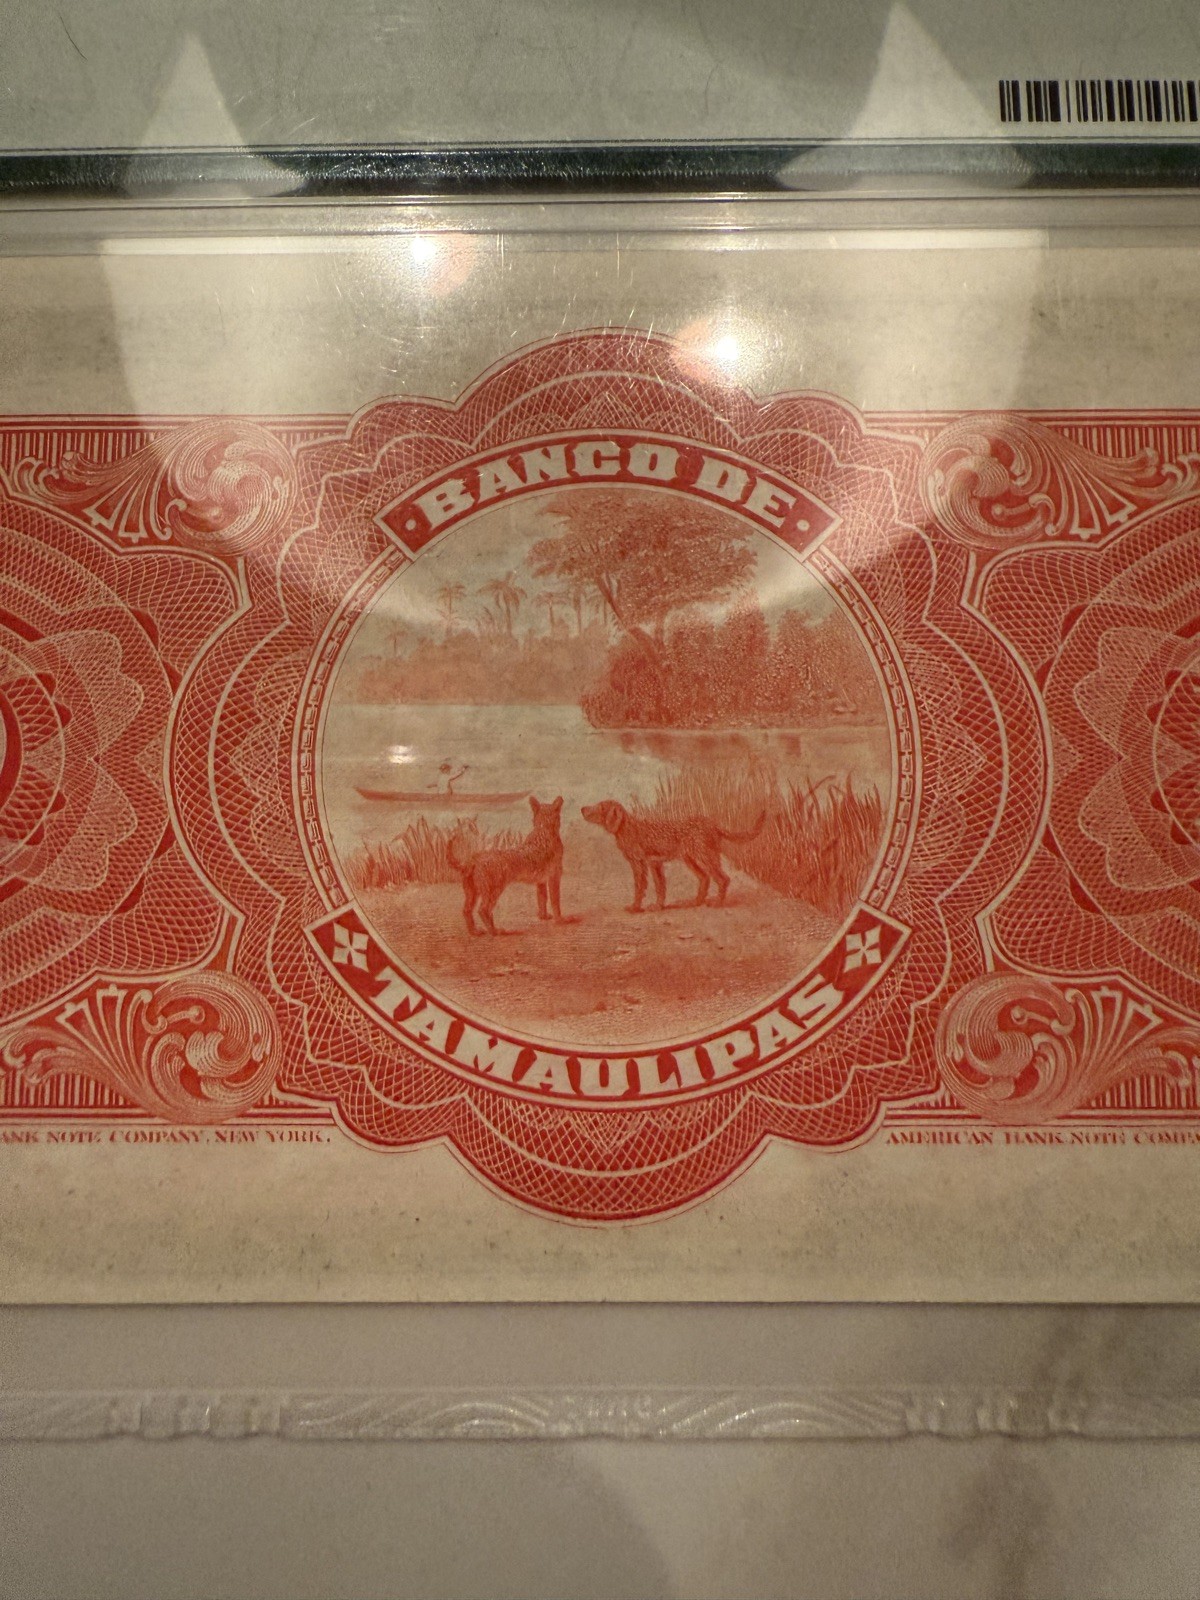 · BANCO DE ·
TAMAULIPAS
ANK NOTE COMPANY, NEW YORK.
AMERICAN BANK NOTE COMPA